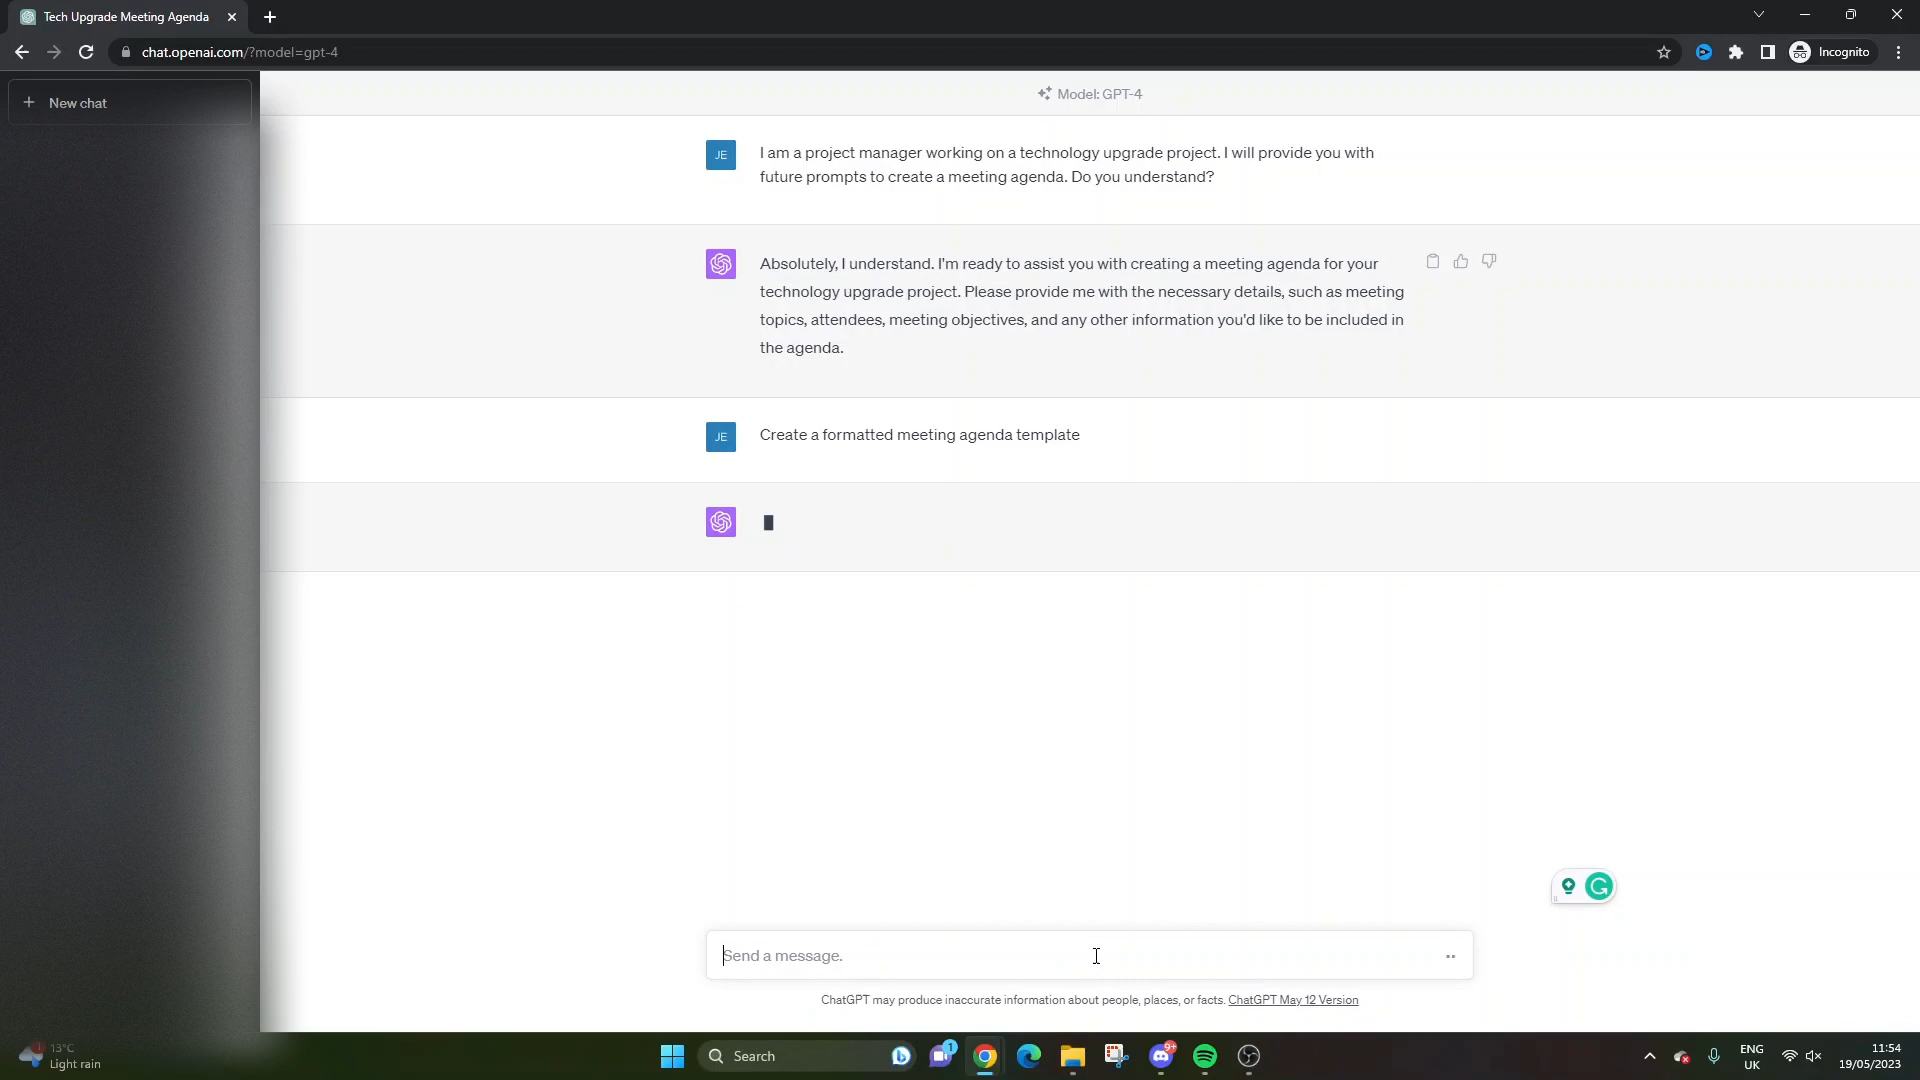 Tech Upgrade Meeting Agenda
chat.openai.com/?model=gpt-4
Incognito
New chat
Model: GPT-4
JE
I am a project manager working on a technology upgrade project. I will provide you with
future prompts to create a meeting agenda. Do you understand?
Absolutely, I understand. I'm ready to assist you with creating a meeting agenda for your
technology upgrade project. Please provide me with the necessary details, such as meeting
topics, attendees, meeting objectives, and any other information you'd like to be included in
the agenda.
JE
Create a formatted meeting agenda template
Send a message.
ChatGPT may produce inaccurate information about people, places, or facts. ChatGPT May 12 Version
1
13°C
Light rain
Search
1
9+
ENG
UK
11:54
19/05/2023